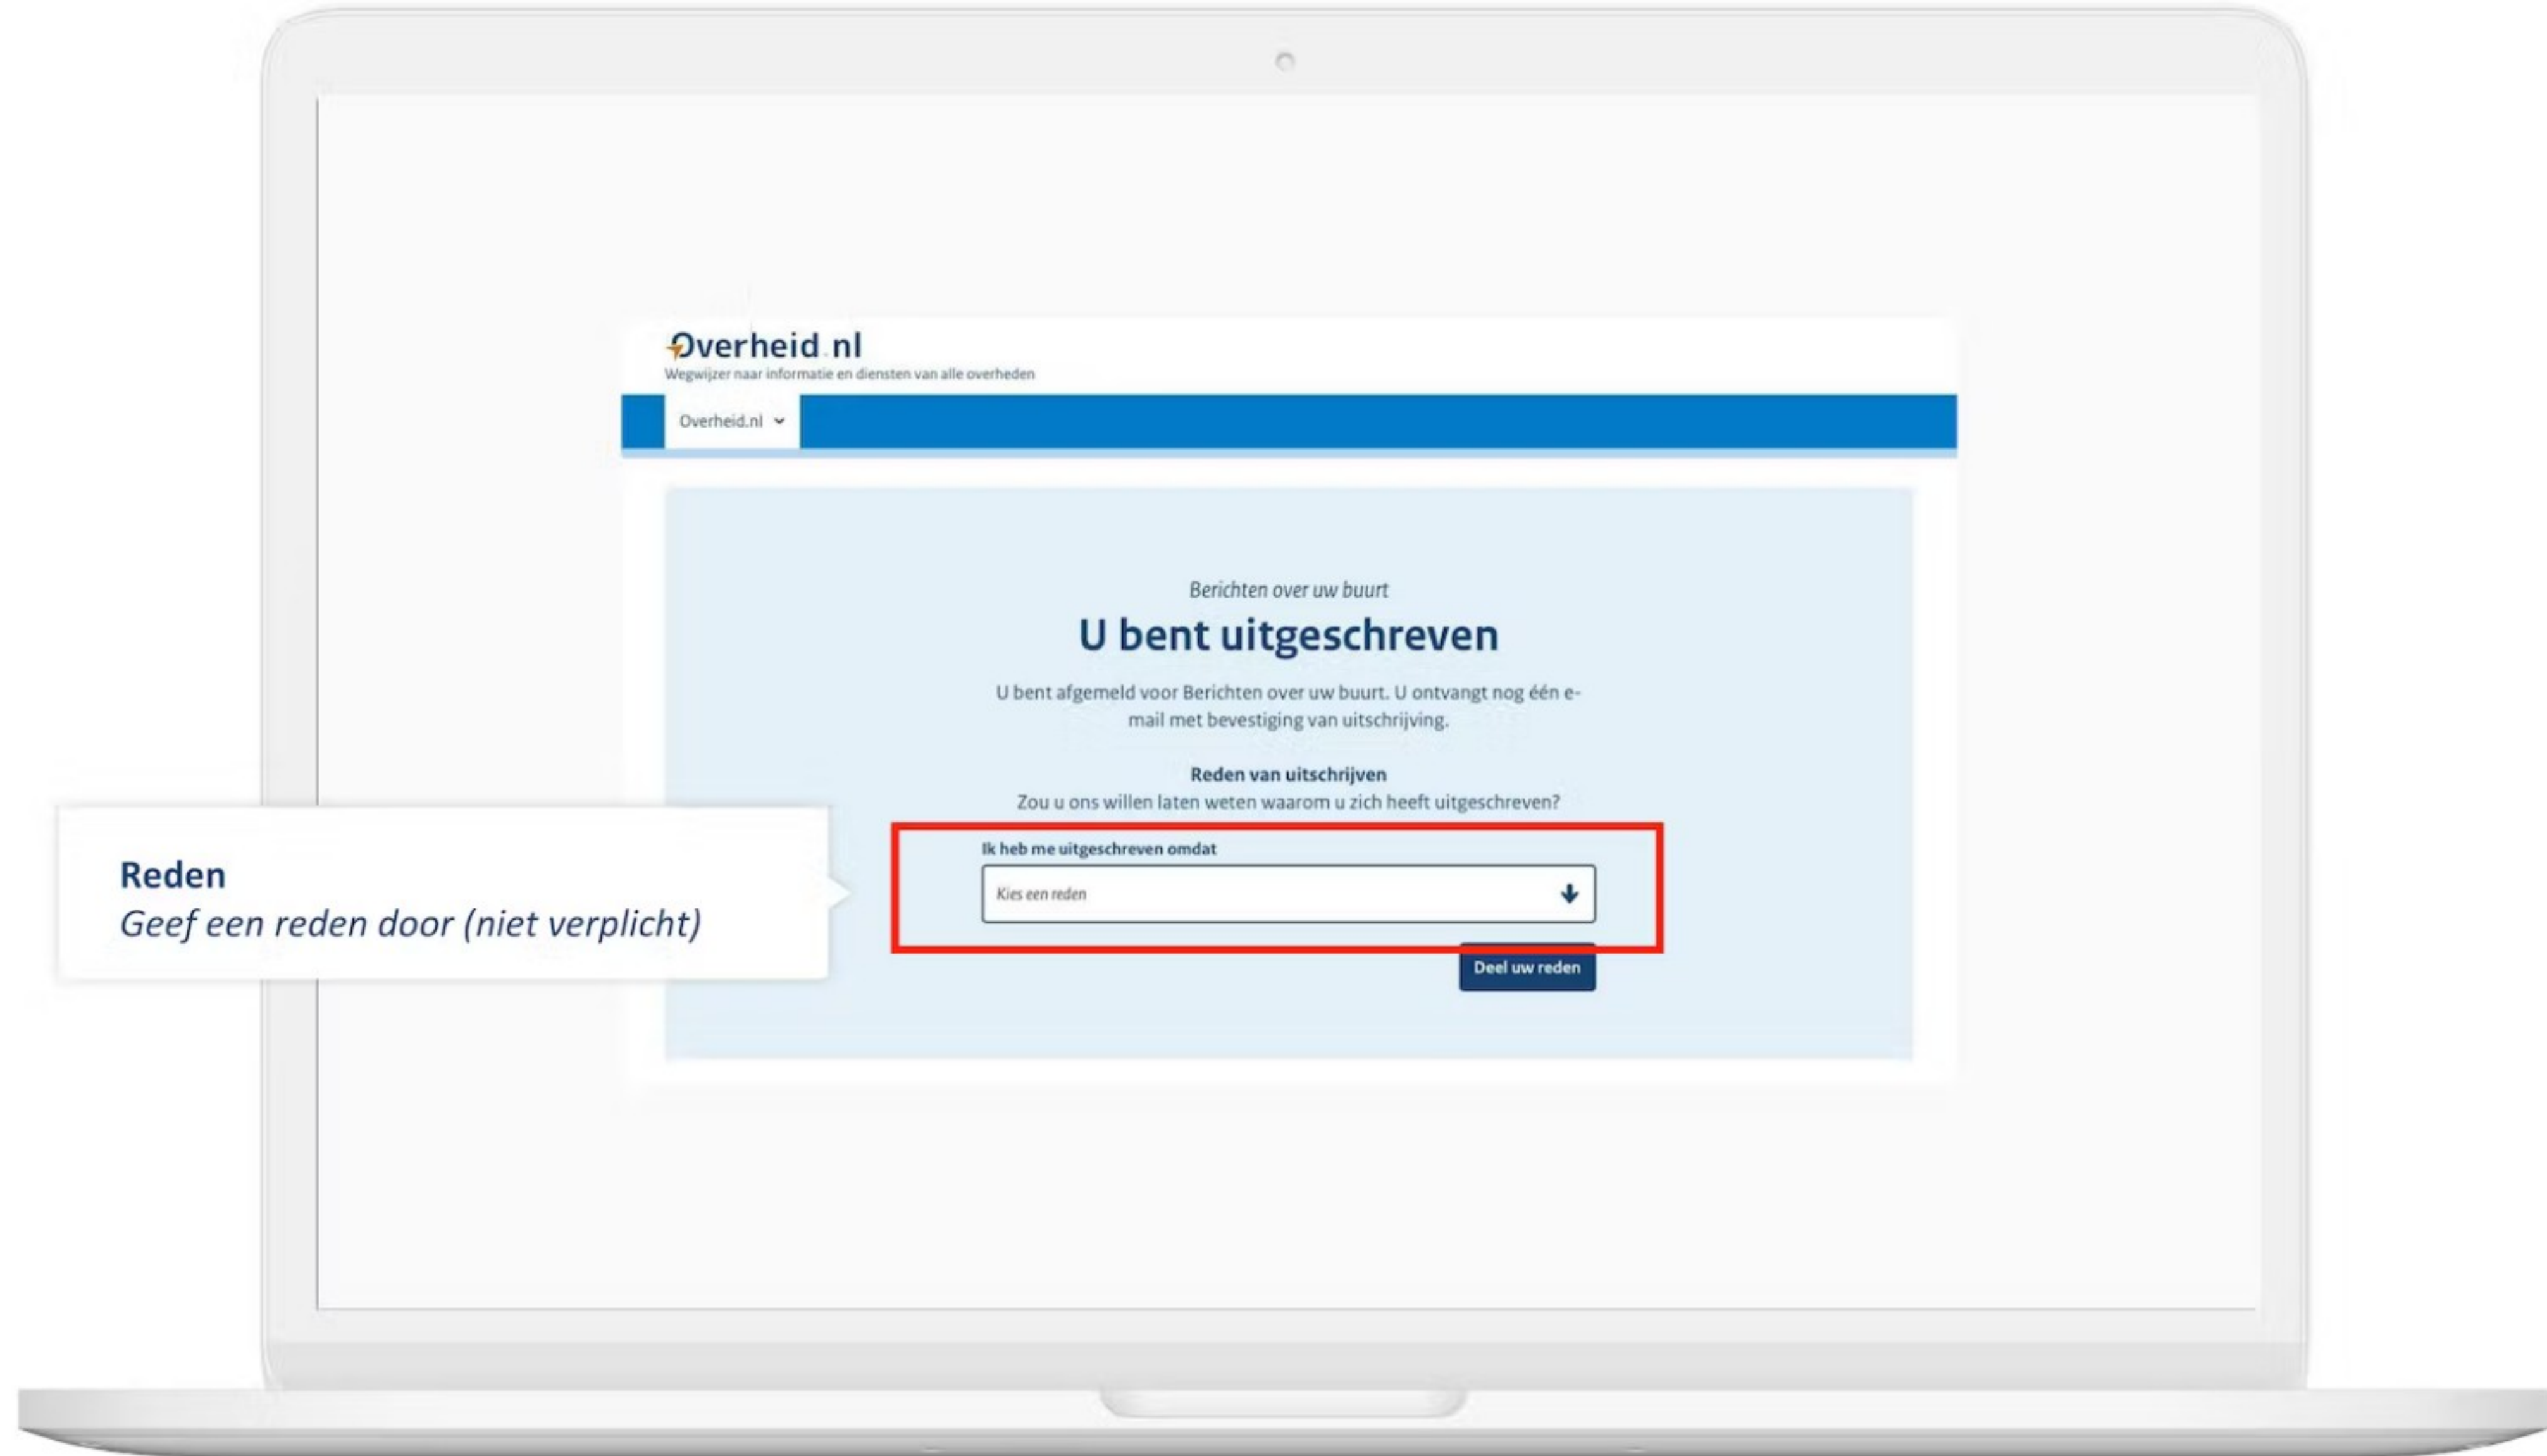 Overheid.nl
Wegwijzer naar informatie en diensten van alle overheden
Overheid.nl
Berichten over uw buurt
U bent uitgeschreven
U bent afgemeld voor Berichten over uw buurt. U ontvangt nog één e-
mail met bevestiging van uitschrijving.
Reden van uitschrijven
Zou u ons willen laten weten waarom u zich heeft uitgeschreven?
Ik heb me uitgeschreven omdat
Kies een reden
Deel uw reden
Reden
Geef een reden door (niet verplicht)